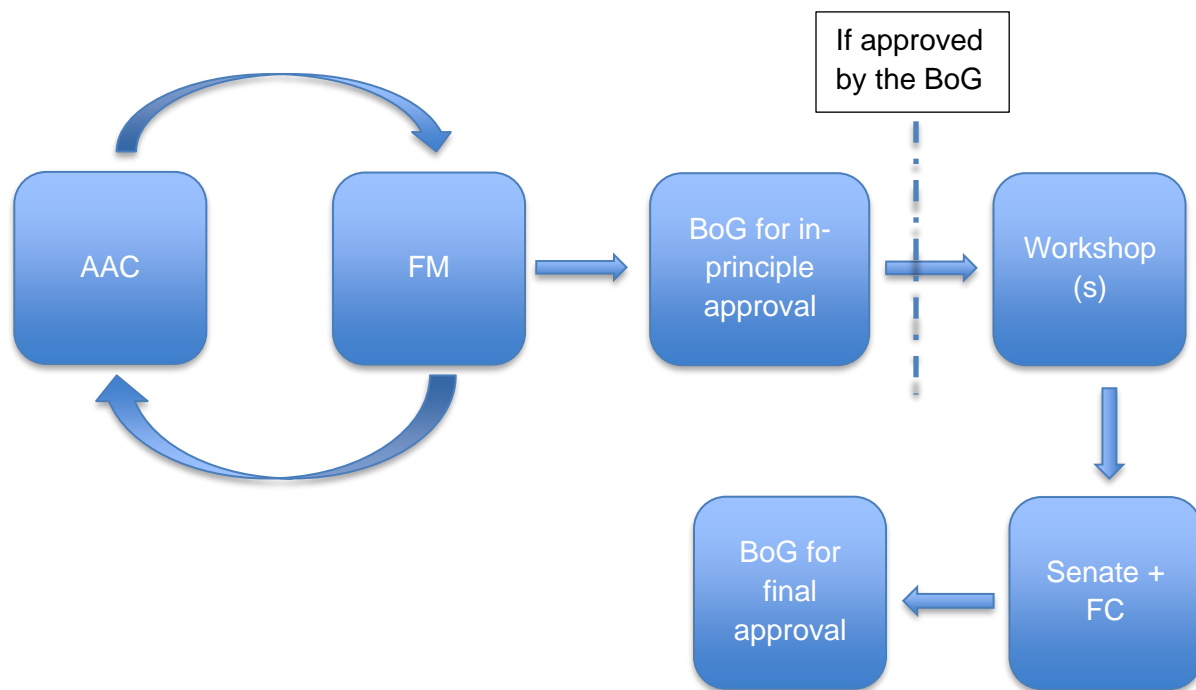 If approved
by the BoG
AAC
FM
BoG for in-
principle
approval
Workshop
(s)
BoG for
final
approval
Senate +
FC